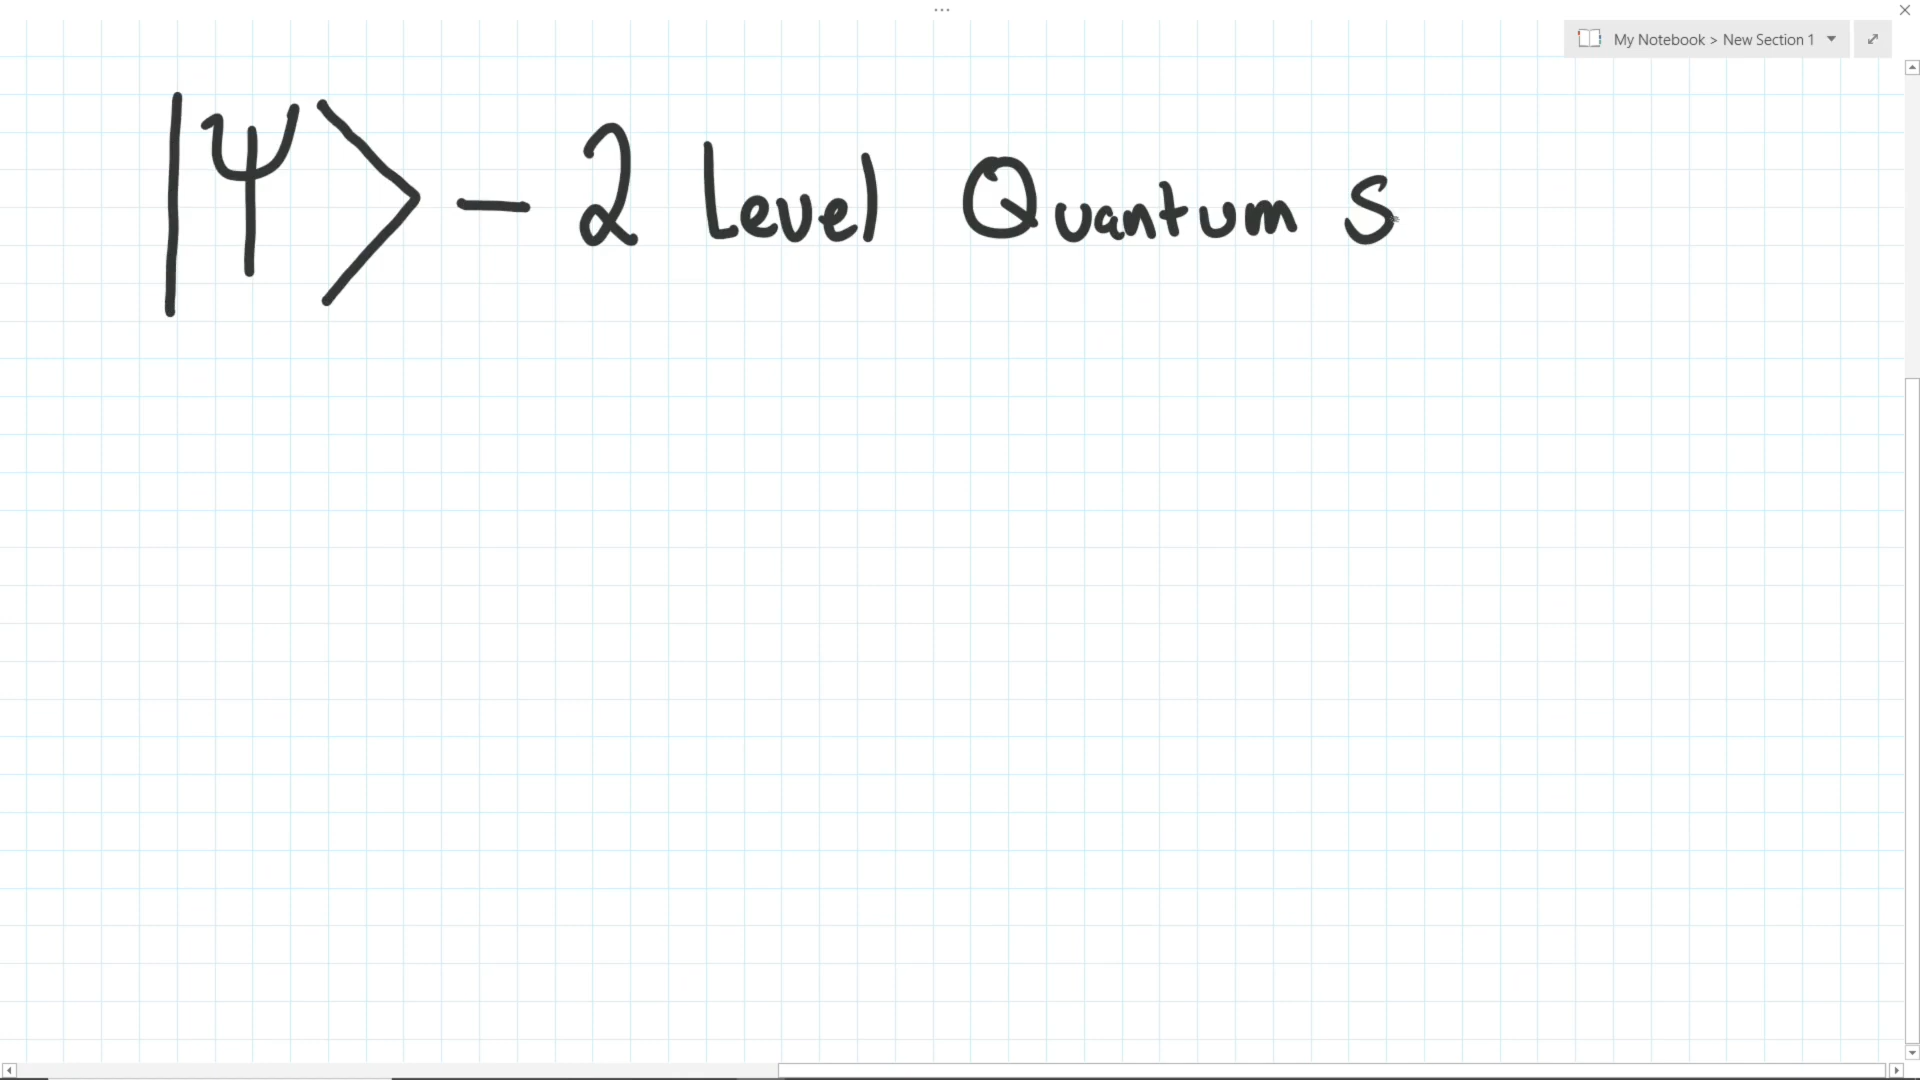 ...
My Notebook > New Section 1
|Ψ⟩ - 2 Level Quantum S